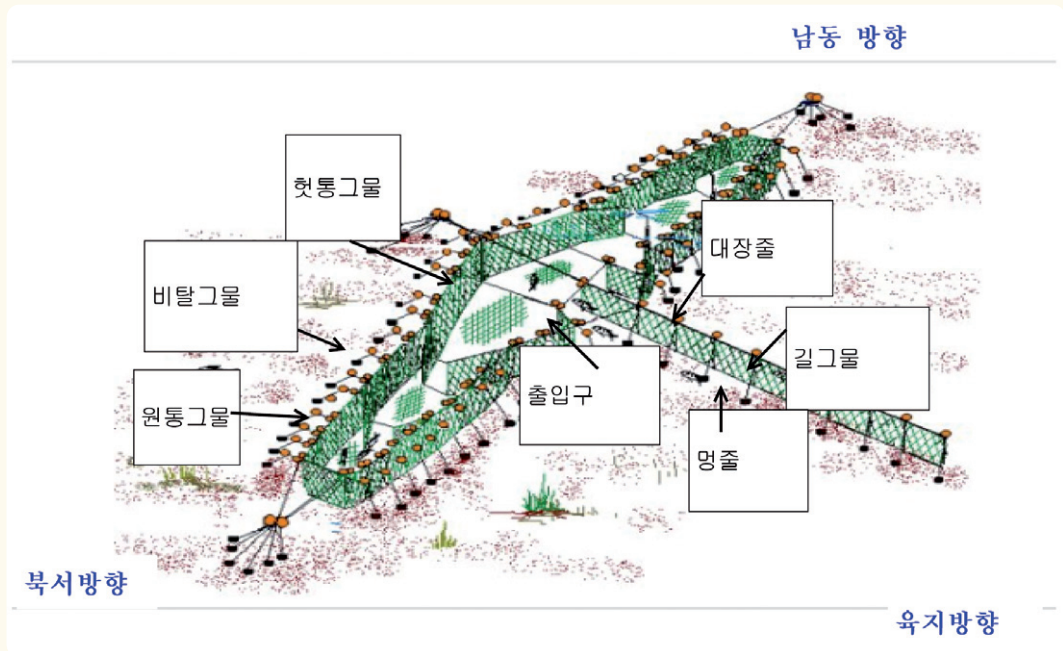 남동 방향
헛통그물
대장줄
비탈그물
길그물
출입구
원통그물
멍줄
북서방향
육지방향